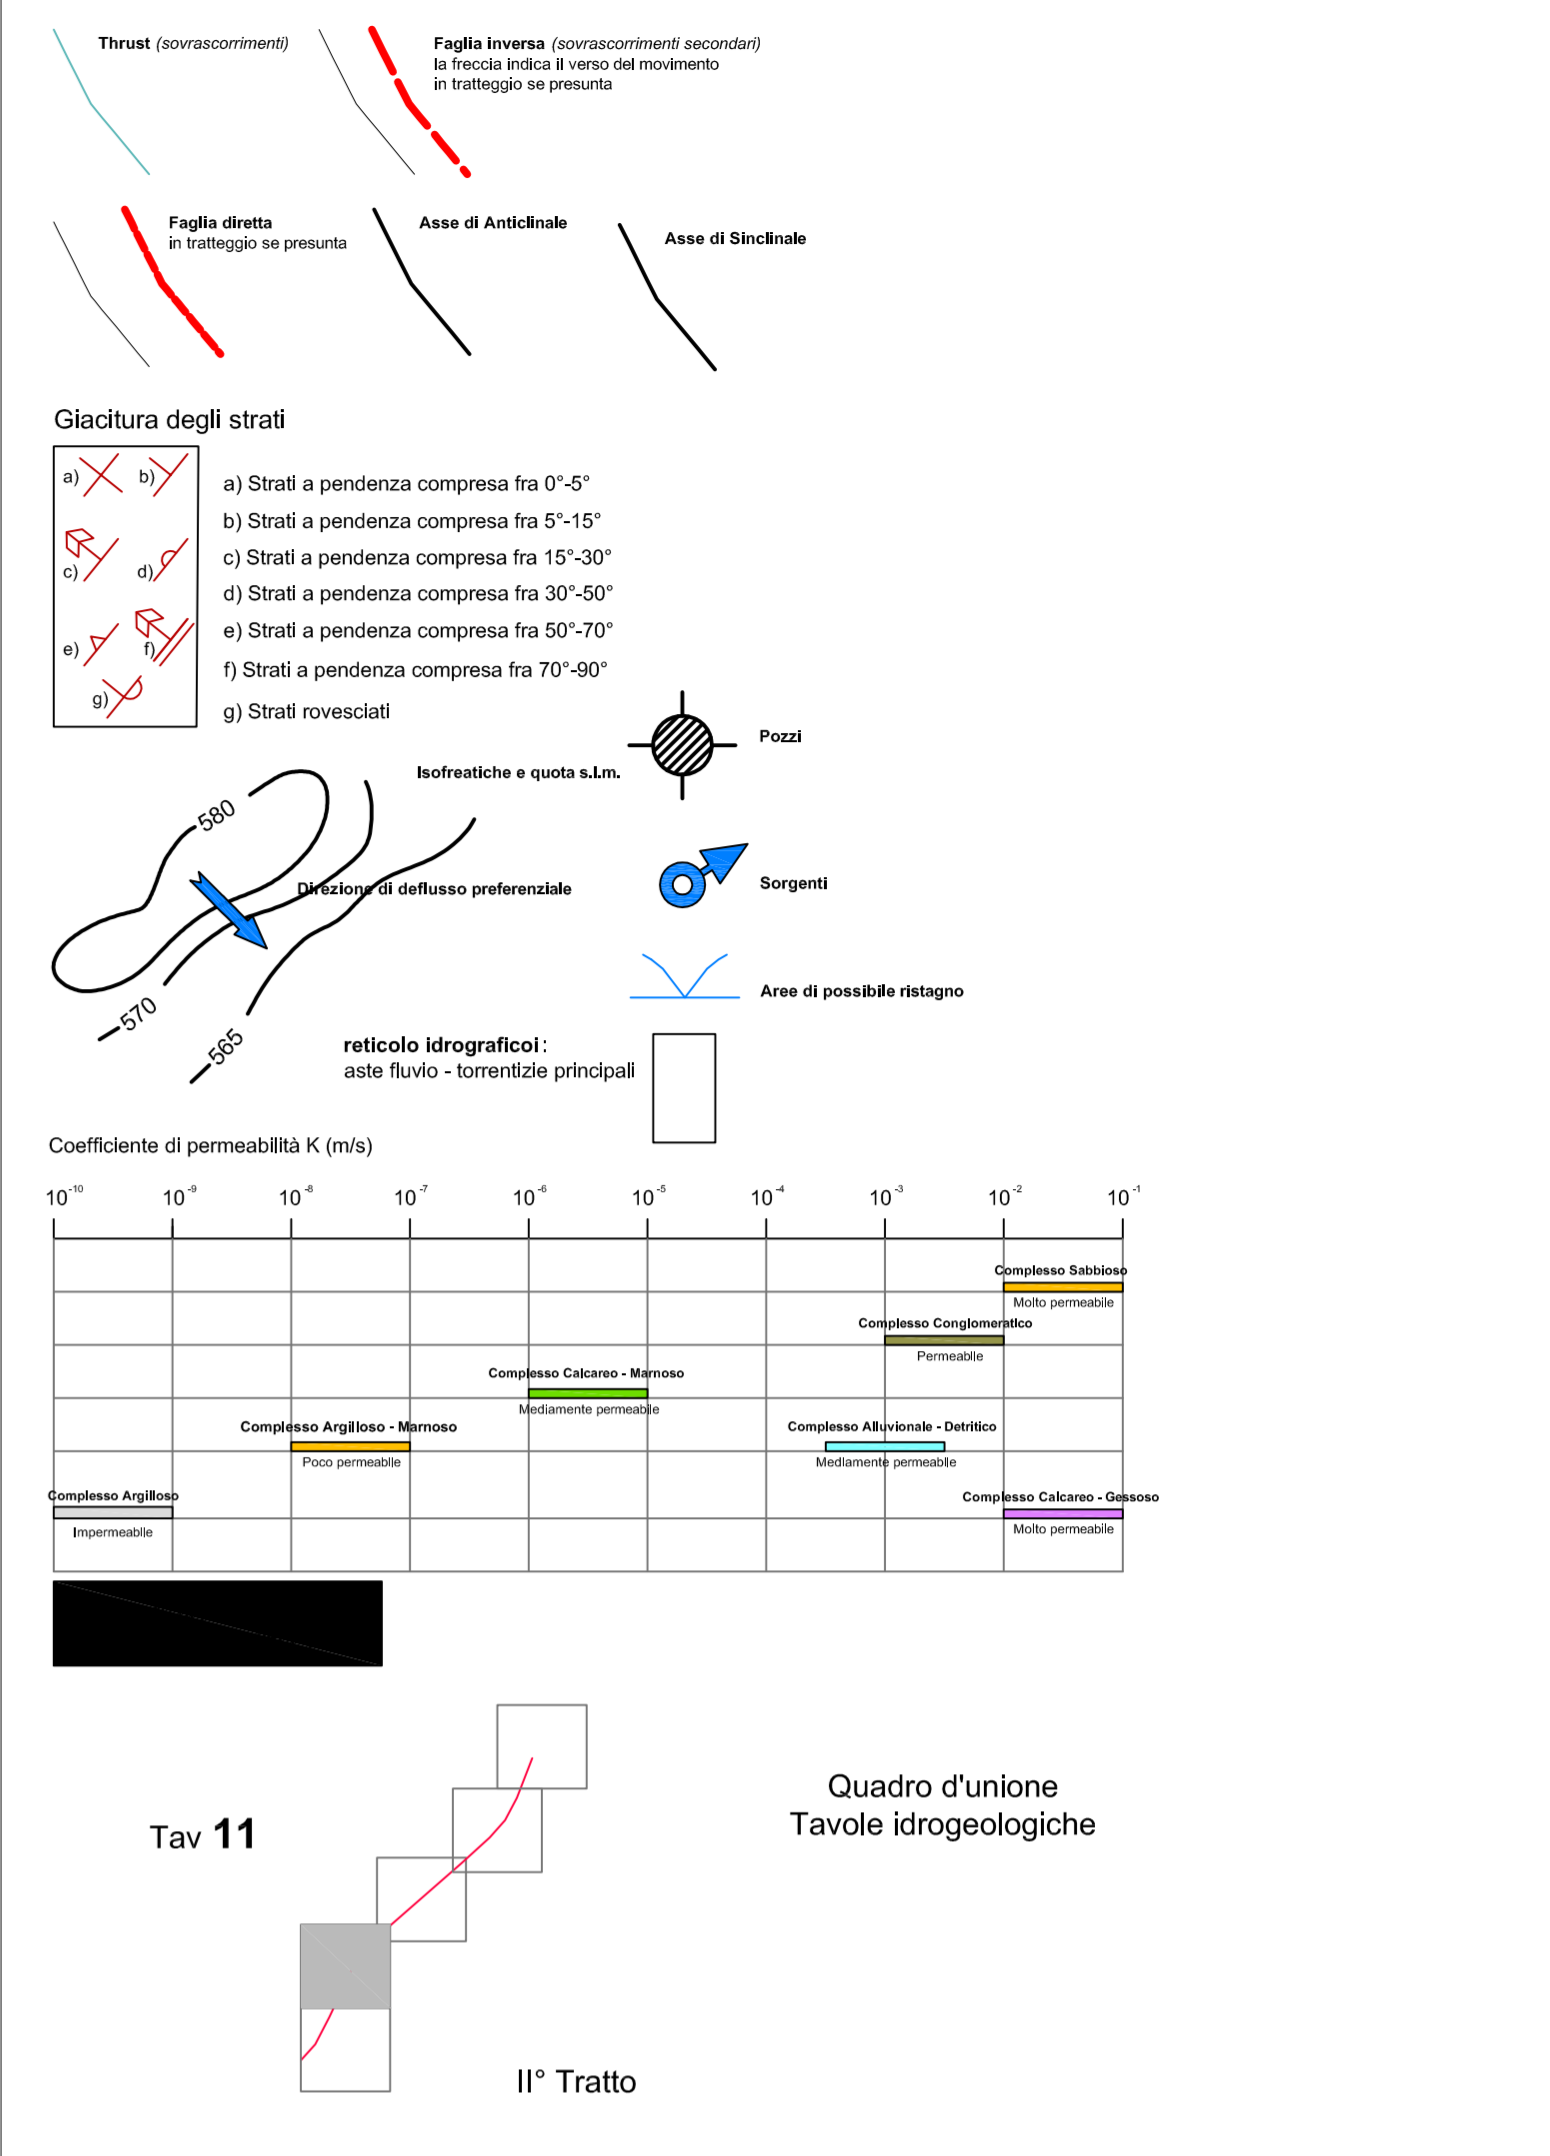 Thrust (sovrascorrimenti)
Faglia inversa (sovrascorrimenti secondari)
la freccia indica il verso del movimento
in tratteggio se presunta
Faglia diretta
in tratteggio se presunta
Asse di Anticlinale
Asse di Sinclinale
Giacitura degli strati
a)
b)
c)
d)
e)
f)
g)
a) Strati a pendenza compresa fra 0°-5°
b) Strati a pendenza compresa fra 5°-15°
c) Strati a pendenza compresa fra 15°-30°
d) Strati a pendenza compresa fra 30°-50°
e) Strati a pendenza compresa fra 50°-70°
f) Strati a pendenza compresa fra 70°-90°
g) Strati rovesciati
Pozzi
Isofreatiche e quota s.l.m.
580
Direzione di deflusso preferenziale
Sorgenti
570
565
Aree di possibile ristagno
reticolo idrograficoi:
aste fluvio - torrentizie principali
Coefficiente di permeabilità K (m/s)
10⁻¹⁰ 10⁻⁹ 10⁻⁸ 10⁻⁷ 10⁻⁶ 10⁻⁵ 10⁻⁴ 10⁻³ 10⁻² 10⁻¹
Complesso Sabbioso
Molto permeabile
Complesso Conglomeratico
Permeabile
Complesso Calcareo - Marnoso
Mediamente permeabile
Complesso Argilloso - Marnoso
Poco permeabile
Complesso Alluvionale - Detritico
Mediamente permeabile
Complesso Argilloso
Impermeabile
Complesso Calcareo - Gessoso
Molto permeabile
Quadro d'unione
Tavole idrogeologiche
Tav 11
II° Tratto